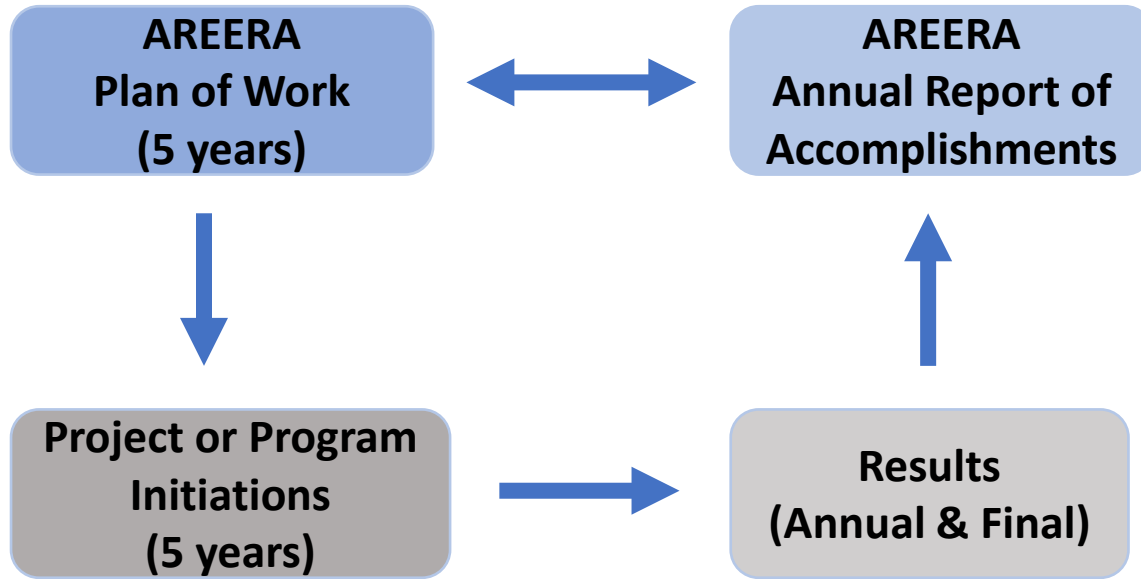 AREERA
Plan of Work
(5 years)
AREERA
Annual Report of
Accomplishments
Project or Program
Initiations
(5 years)
Results
(Annual & Final)